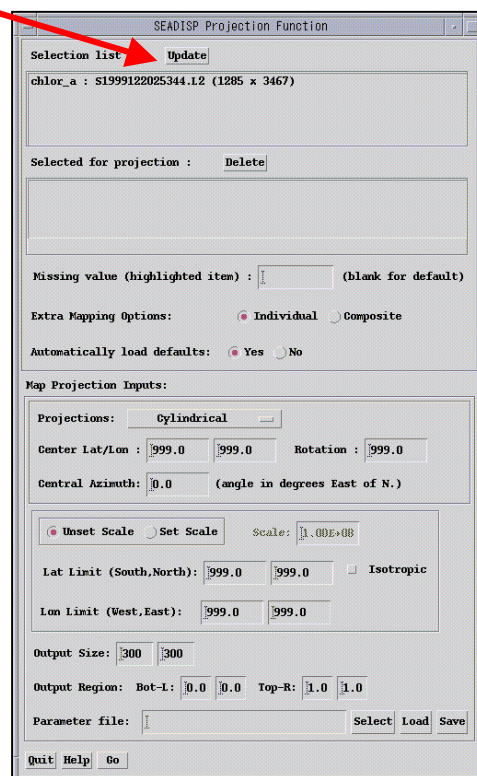 SEADISP Projection Function
Selection list Update
chlor_a : S1999122025344.L2 (1285 x 3467)
Selected for projection : Delete
Missing value (highlighted item) : (blank for default)
Extra Mapping Options: Individual Composite
Automatically load defaults: Yes No
Map Projection Inputs:
Projections: Cylindrical
Center Lat/Lon : 999.0 999.0 Rotation : 999.0
Central Azimuth: 0.0 (angle in degrees East of N.)
Unset Scale Set Scale Scale: 1.00E+08
Lat Limit (South,North): 999.0 999.0 Isotropic
Lon Limit (West,East): 999.0 999.0
Output Size: 300 300
Output Region: Bot-L: 0.0 0.0 Top-R: 1.0 1.0
Parameter file: Select Load Save
Quit Help Go